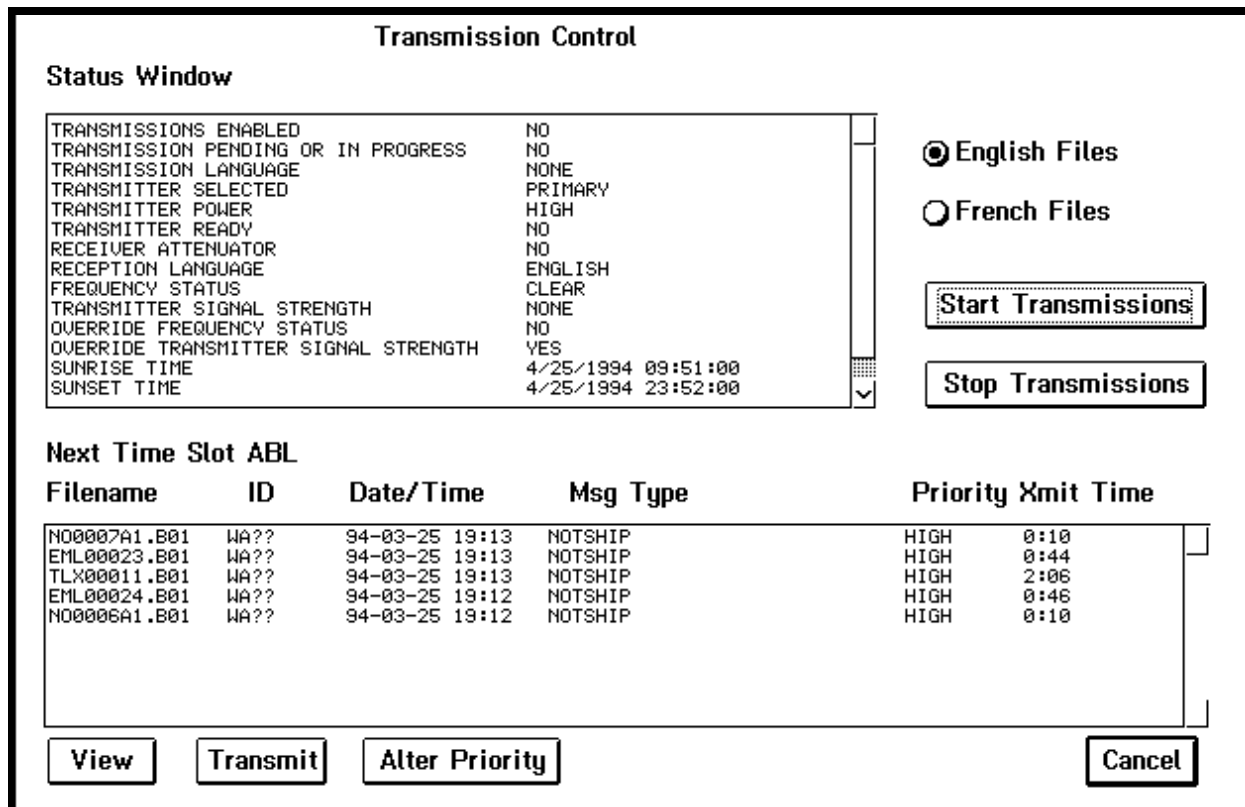 Transmission Control
Status Window
TRANSMISSIONS ENABLED NO
TRANSMISSION PENDING OR IN PROGRESS NO
TRANSMISSION LANGUAGE NONE
TRANSMITTER SELECTED PRIMARY
TRANSMITTER POWER HIGH
TRANSMITTER READY NO
RECEIVER ATTENUATOR NO
RECEPTION LANGUAGE ENGLISH
FREQUENCY STATUS CLEAR
TRANSMITTER SIGNAL STRENGTH NONE
OVERRIDE FREQUENCY STATUS NO
OVERRIDE TRANSMITTER SIGNAL STRENGTH YES
SUNRISE TIME 4/25/1994 09:51:00
SUNSET TIME 4/25/1994 23:52:00
English Files
French Files
Start Transmissions
Stop Transmissions
Next Time Slot ABL
Filename ID Date/Time Msg Type Priority Xmit Time
NO0007A1.B01 WA?? 94-03-25 19:13 NOTSHIP HIGH 0:10
EML00023.B01 WA?? 94-03-25 19:13 NOTSHIP HIGH 0:44
TLX00011.B01 WA?? 94-03-25 19:13 NOTSHIP HIGH 2:06
EML00024.B01 WA?? 94-03-25 19:12 NOTSHIP HIGH 0:46
NO0006A1.B01 WA?? 94-03-25 19:12 NOTSHIP HIGH 0:10
View Transmit Alter Priority Cancel